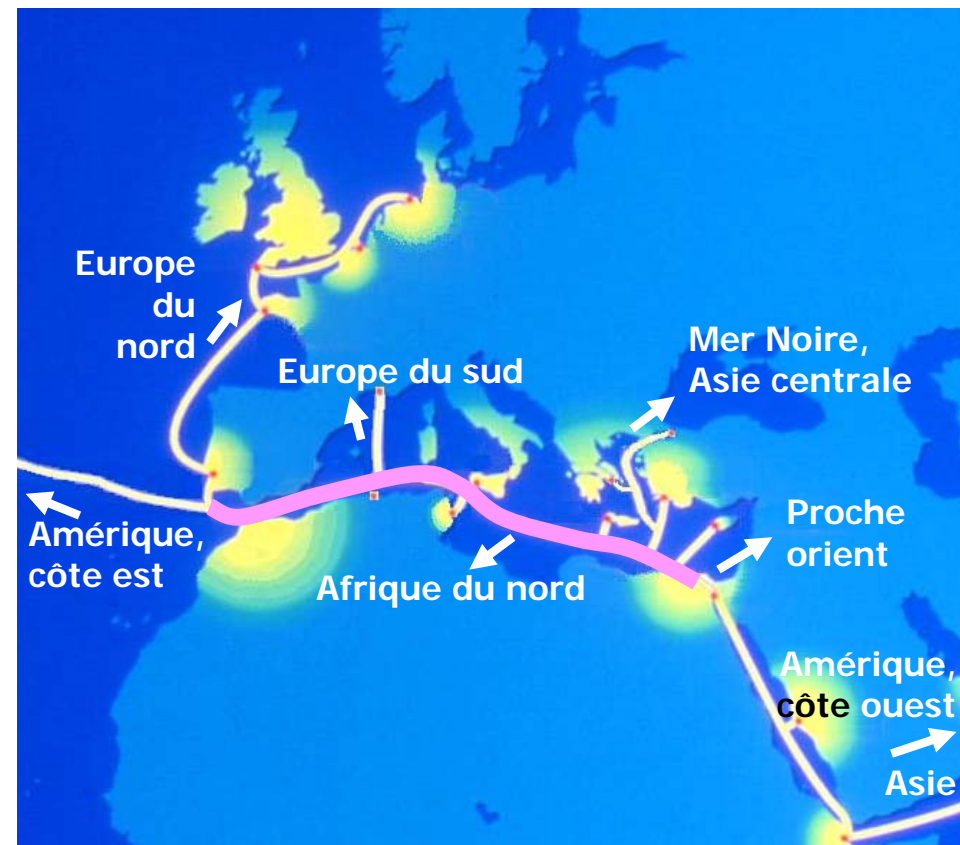 Europe
du
nord
Mer Noire,
Asie centrale
Europe du sud
Amérique,
côte est
Proche
orient
Afrique du nord
Amérique,
côte ouest
Asie